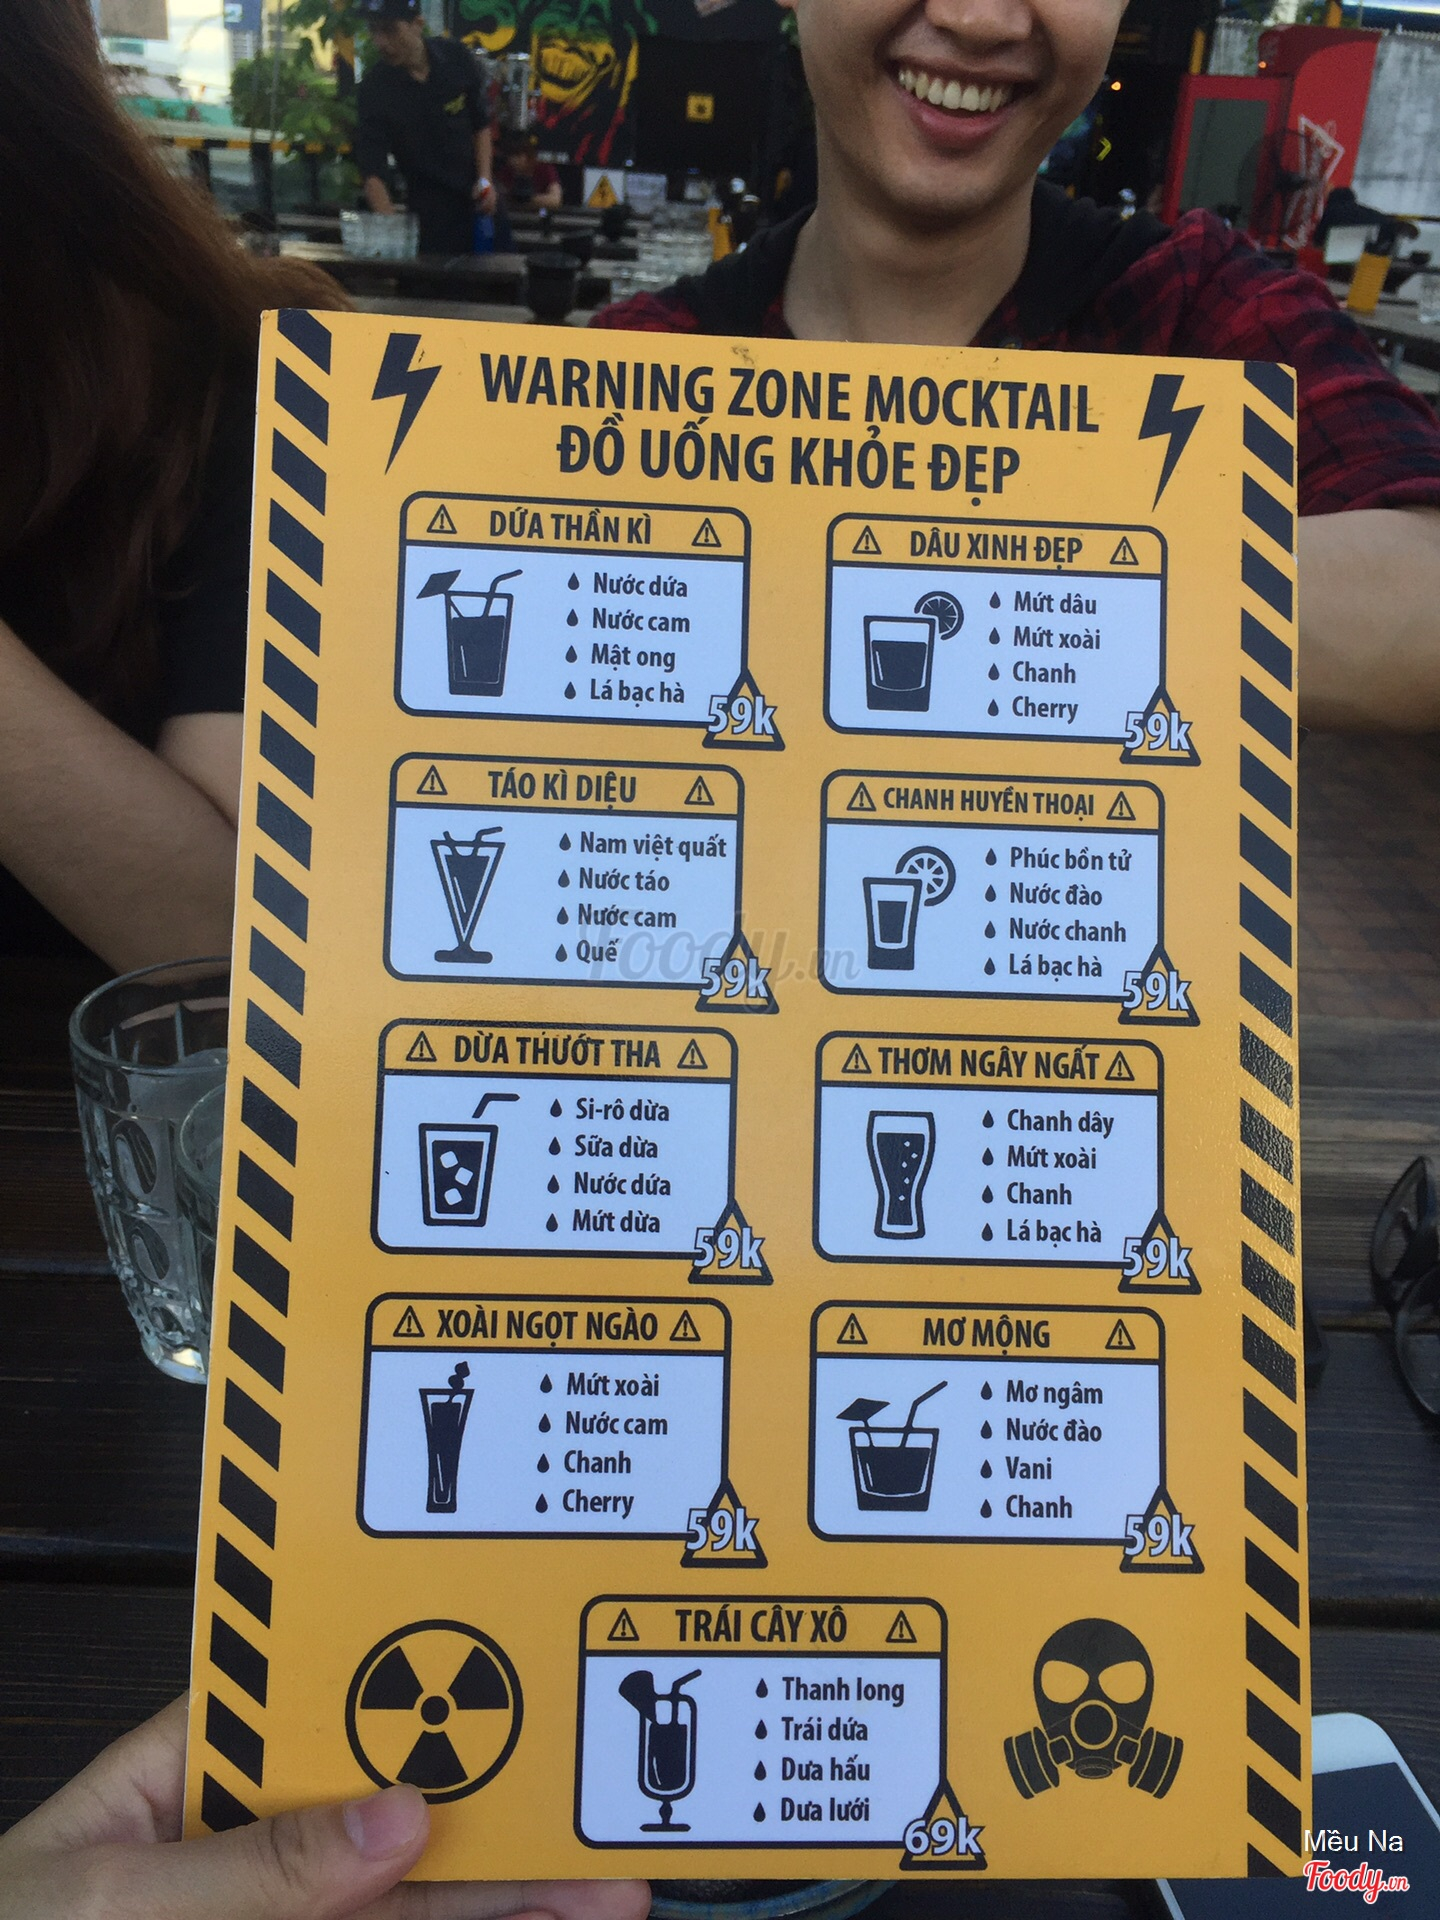 WARNING ZONE MOCKTAIL
ĐỒ UỐNG KHỎE ĐẸP
DỨA THẦN KÌ
Nước dứa
Nước cam
Mật ong
Lá bạc hà
59k
DÂU XINH ĐẸP
Mứt dâu
Mứt xoài
Chanh
Cherry
59k
TÁO KÌ DIỆU
Nam việt quất
Nước táo
Nước cam
Quế
59k
CHANH HUYỀN THOẠI
Phúc bồn tử
Nước đào
Nước chanh
Lá bạc hà
59k
DỪA THƯỚT THA
Si-rô dừa
Sữa dừa
Nước dứa
Mứt dừa
59k
THƠM NGÂY NGẤT
Chanh dây
Mứt xoài
Chanh
Lá bạc hà
59k
XOÀI NGỌT NGÀO
Mứt xoài
Nước cam
Chanh
Cherry
59k
MƠ MỘNG
Mơ ngâm
Nước đào
Vani
Chanh
59k
TRÁI CÂY XÔ
Thanh long
Trái dứa
Dưa hấu
Dưa lưới
69k
Foody.vn
Mều Na
Foody.vn